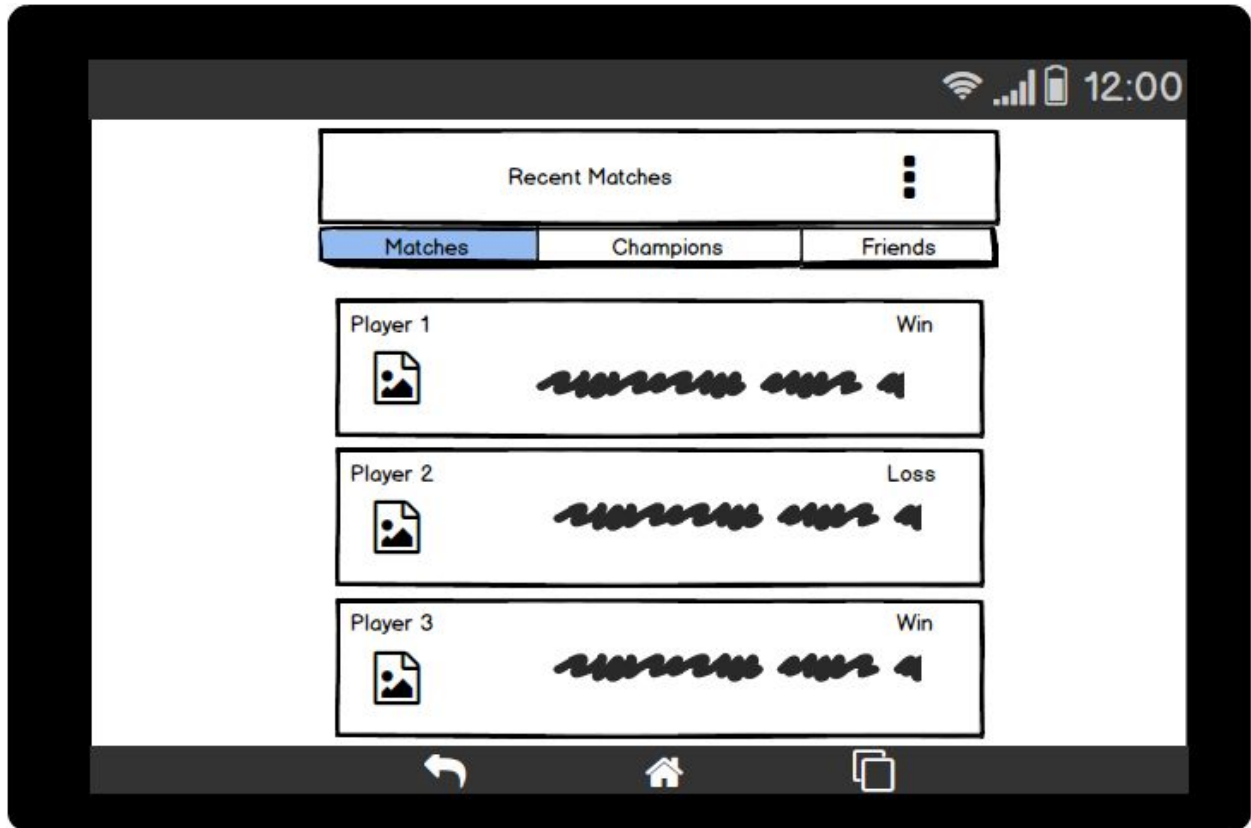 12:00
Recent Matches
Matches Champions Friends
Player 1 Win
Player 2 Loss
Player 3 Win